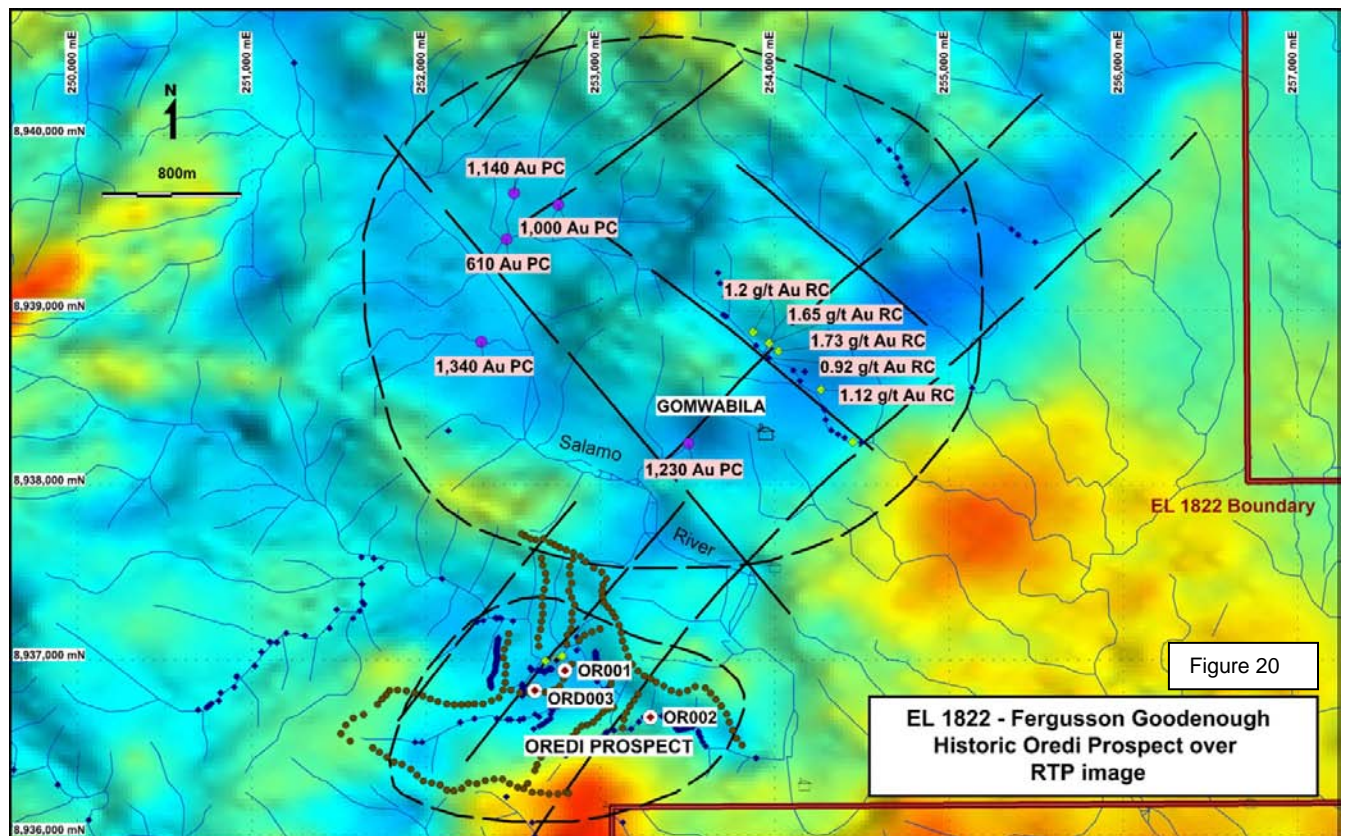 250,000 mE
251,000 mE
252,000 mE
253,000 mE
254,000 mE
255,000 mE
256,000 mE
257,000 mE
N
8,940,000 mN
800m
1,140 Au PC
1,000 Au PC
610 Au PC
1.2 g/t Au RC
8,939,000 mN
1.65 g/t Au RC
1.73 g/t Au RC
1,340 Au PC
0.92 g/t Au RC
1.12 g/t Au RC
GOMWABILA
Salamo
1,230 Au PC
8,938,000 mN
EL 1822 Boundary
River
8,937,000 mN
OR001
ORD003
OR002
OREDI PROSPECT
Figure 20
EL 1822 - Fergusson Goodenough
Historic Oredi Prospect over
RTP image
8,936,000 mN